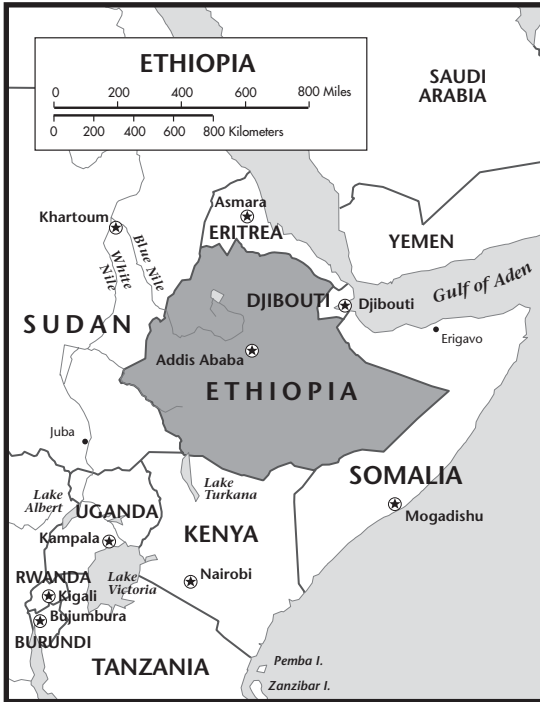 ETHIOPIA
0 200 400 600 800 Miles
0 200 400 600 800 Kilometers
SAUDI
ARABIA
Asmara
ERITREA
Khartoum
White
Nile
Blue Nile
YEMEN
Gulf of Aden
DJIBOUTI
Djibouti
SUDAN
Erigavo
Addis Ababa
ETHIOPIA
Juba
SOMALIA
Mogadishu
Lake
Turkana
Lake
Albert
UGANDA
KENYA
Kampala
RWANDA
Kigali
Lake
Victoria
Nairobi
Bujumbura
BURUNDI
TANZANIA
Pemba I.
Zanzibar I.